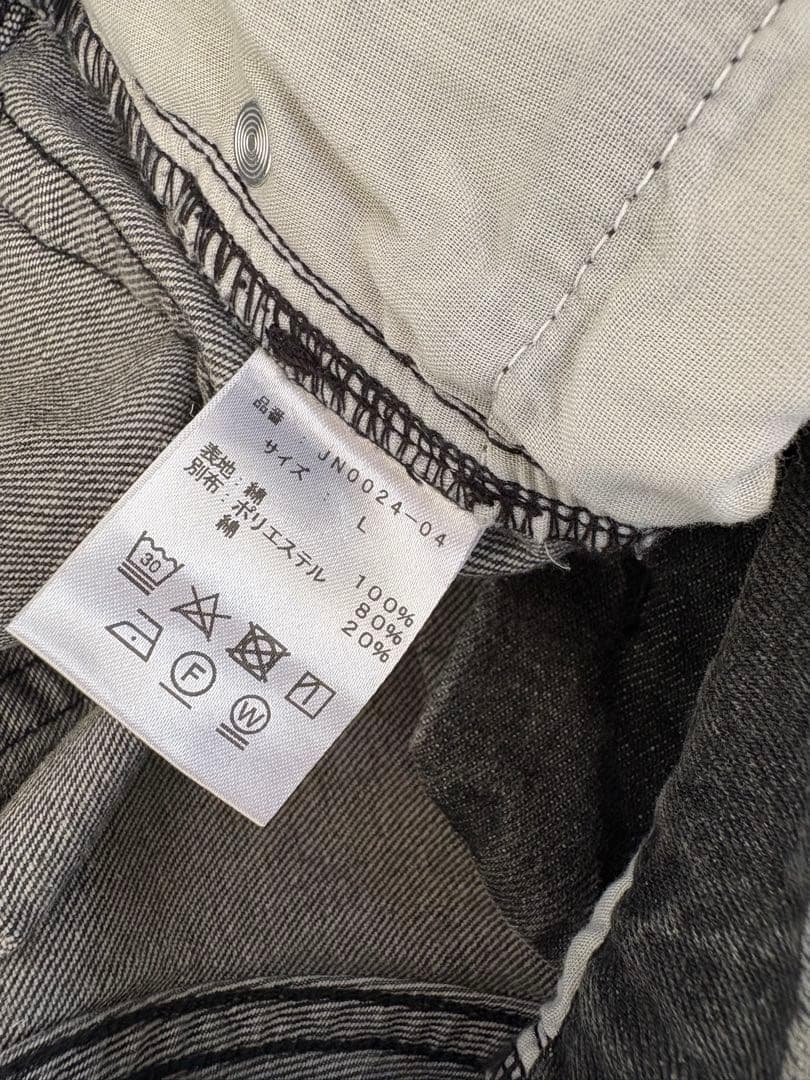 品番 : JN0024-04
サイズ : L
表地:綿 100%
別布:ポリエステル 80%
綿 20%
30
F
W